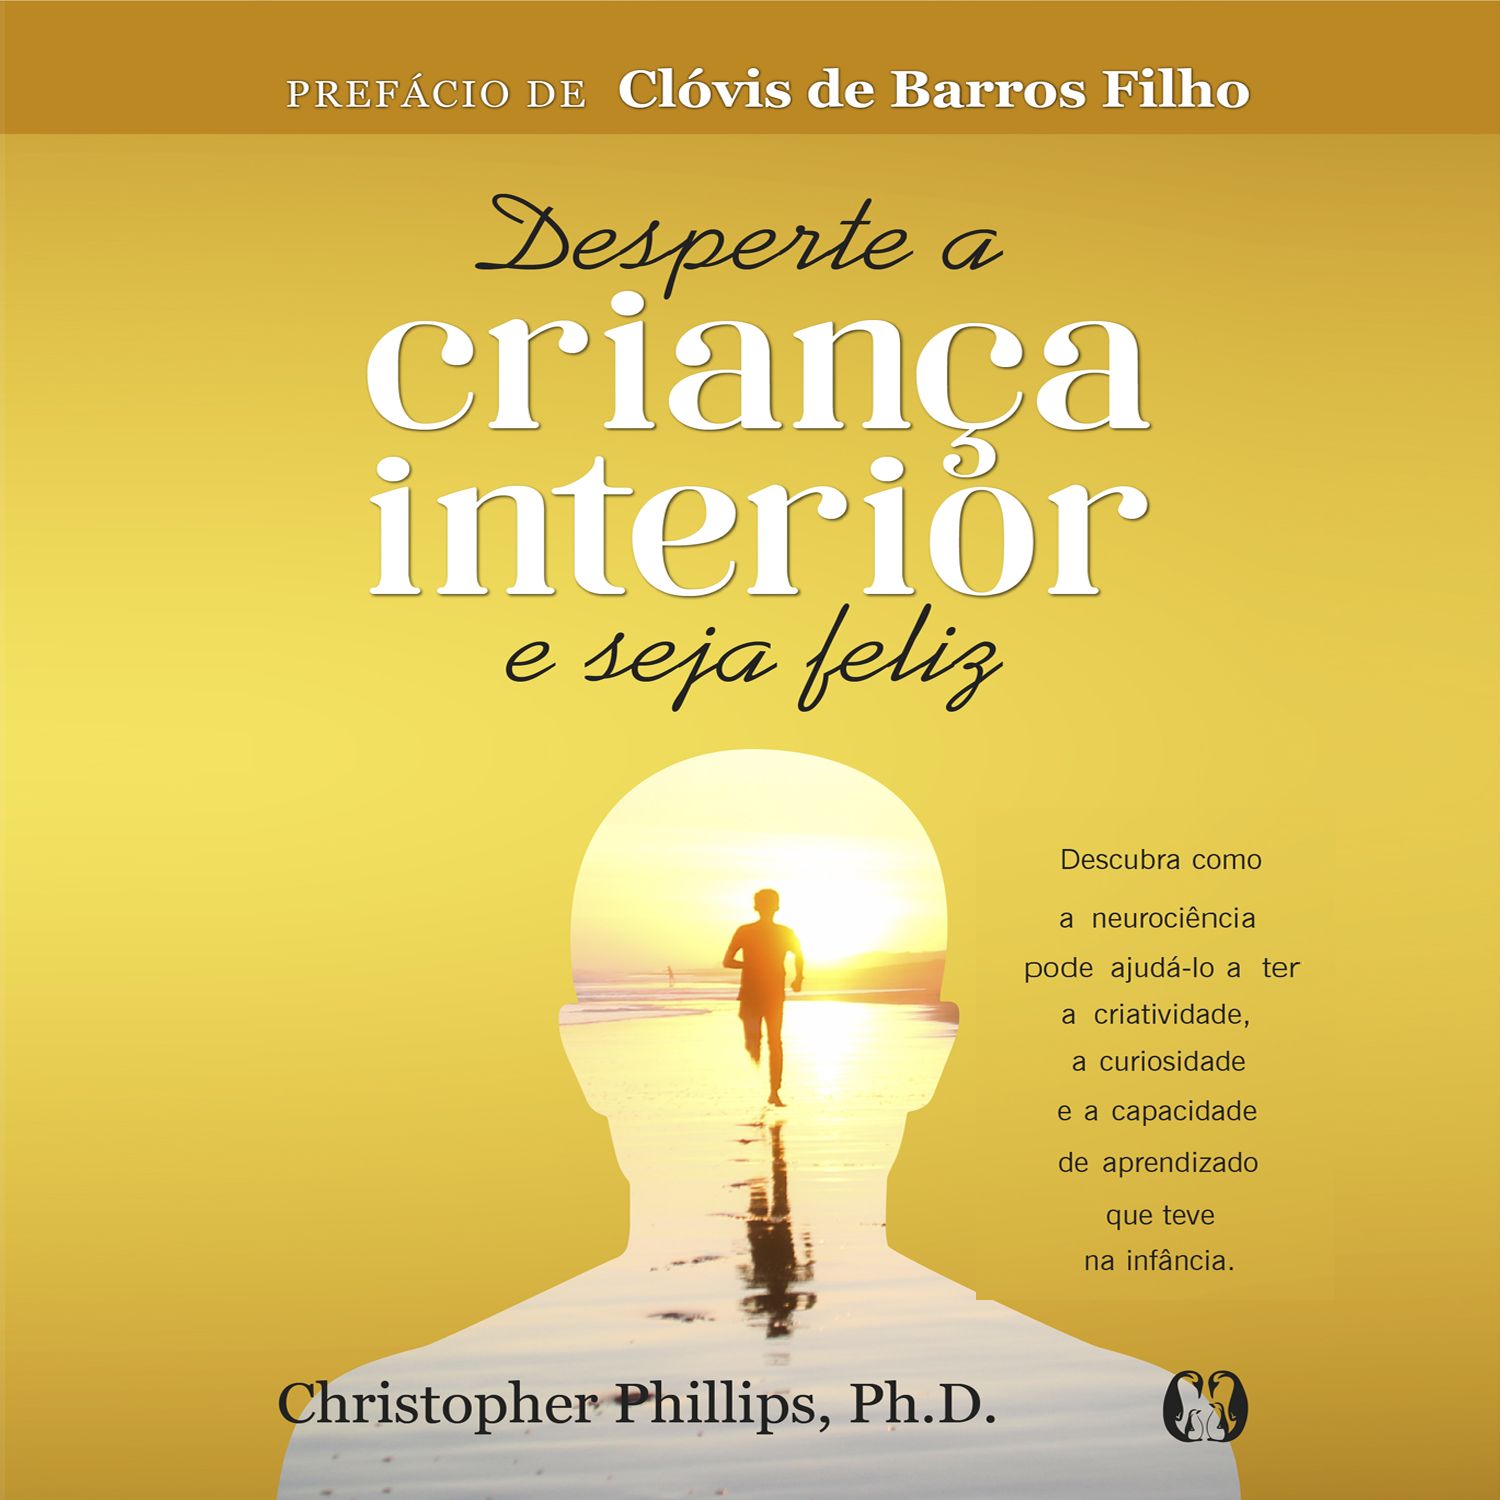 PREFÁCIO DE Clóvis de Barros Filho
Desperte a
criança
interior
e seja feliz
Descubra como
a neurociência
pode ajudá-lo a ter
a criatividade,
a curiosidade
e a capacidade
de aprendizado
que teve
na infância.
Christopher Phillips, Ph.D.